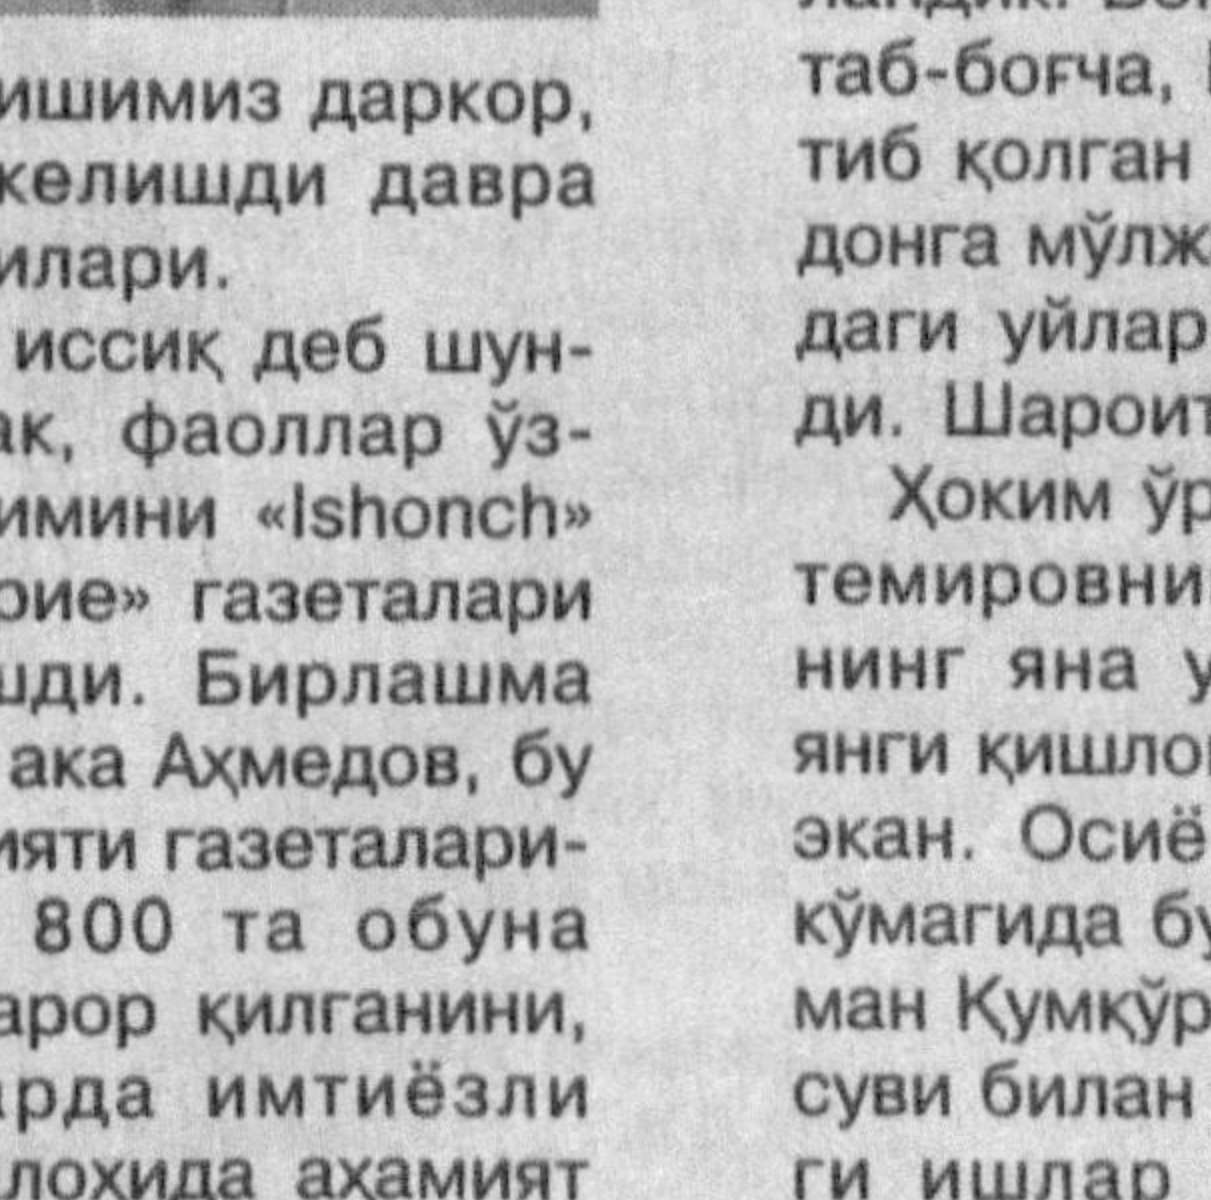 ишимиз даркор,
келишди давра
илари.
иссиқ деб шун-
ак, фаоллар ўз-
имини «Ishonch»
рие» газеталари
шди. Бирлашма
ака Аҳмедов, бу
ияти газеталари-
800 та обуна
арор қилганини,
арда имтиёзли
лоҳида аҳамият
таб-боғча,
тиб қолган
донга мўлж
даги уйлар
ди. Шароит
Ҳоким ўр
темировни
нинг яна у
янги қишло
экан. Осиё
кўмагида бу
ман Қумқўр
суви билан
ги ишлар